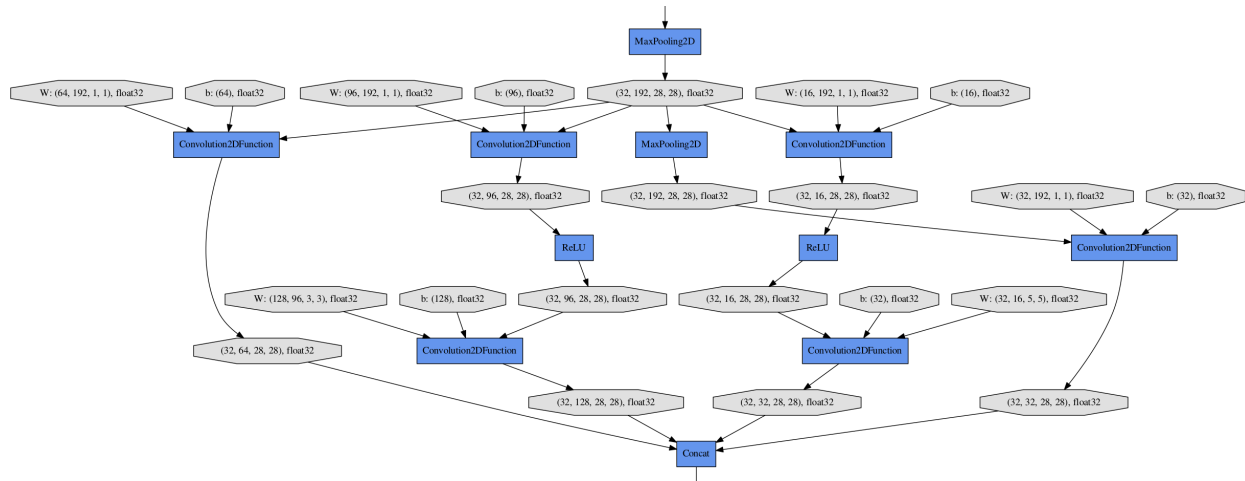 MaxPooling2D
W: (64, 192, 1, 1), float32
b: (64), float32
W: (96, 192, 1, 1), float32
b: (96), float32
(32, 192, 28, 28), float32
W: (16, 192, 1, 1), float32
b: (16), float32
Convolution2DFunction
Convolution2DFunction
MaxPooling2D
Convolution2DFunction
(32, 96, 28, 28), float32
(32, 192, 28, 28), float32
(32, 16, 28, 28), float32
W: (32, 192, 1, 1), float32
b: (32), float32
ReLU
ReLU
Convolution2DFunction
W: (128, 96, 3, 3), float32
b: (128), float32
(32, 96, 28, 28), float32
(32, 16, 28, 28), float32
b: (32), float32
W: (32, 16, 5, 5), float32
(32, 64, 28, 28), float32
Convolution2DFunction
Convolution2DFunction
(32, 128, 28, 28), float32
(32, 32, 28, 28), float32
(32, 32, 28, 28), float32
Concat